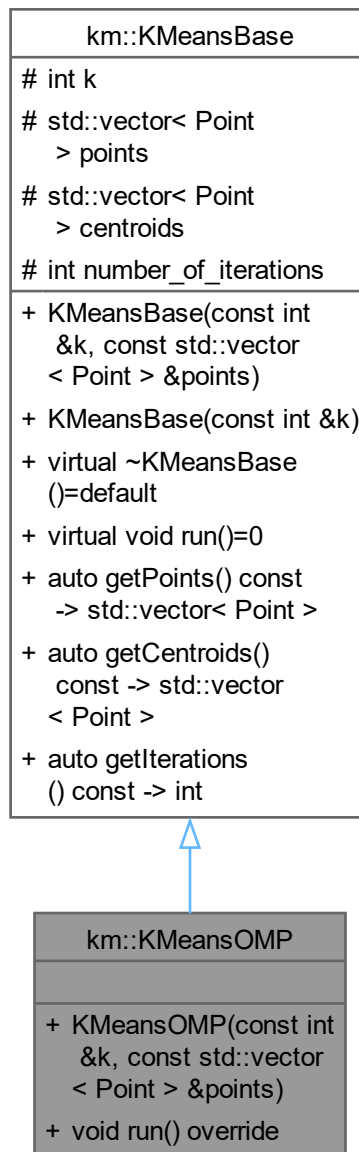 km::KMeansBase
# int k
# std::vector< Point
> points
# std::vector< Point
> centroids
# int number_of_iterations
+ KMeansBase(const int
&k, const std::vector
< Point > &points)
+ KMeansBase(const int &k)
+ virtual ~KMeansBase
()=default
+ virtual void run()=0
+ auto getPoints() const
-> std::vector< Point >
+ auto getCentroids()
const -> std::vector
< Point >
+ auto getIterations
() const -> int
km::KMeansOMP
+ KMeansOMP(const int
&k, const std::vector
< Point > &points)
+ void run() override